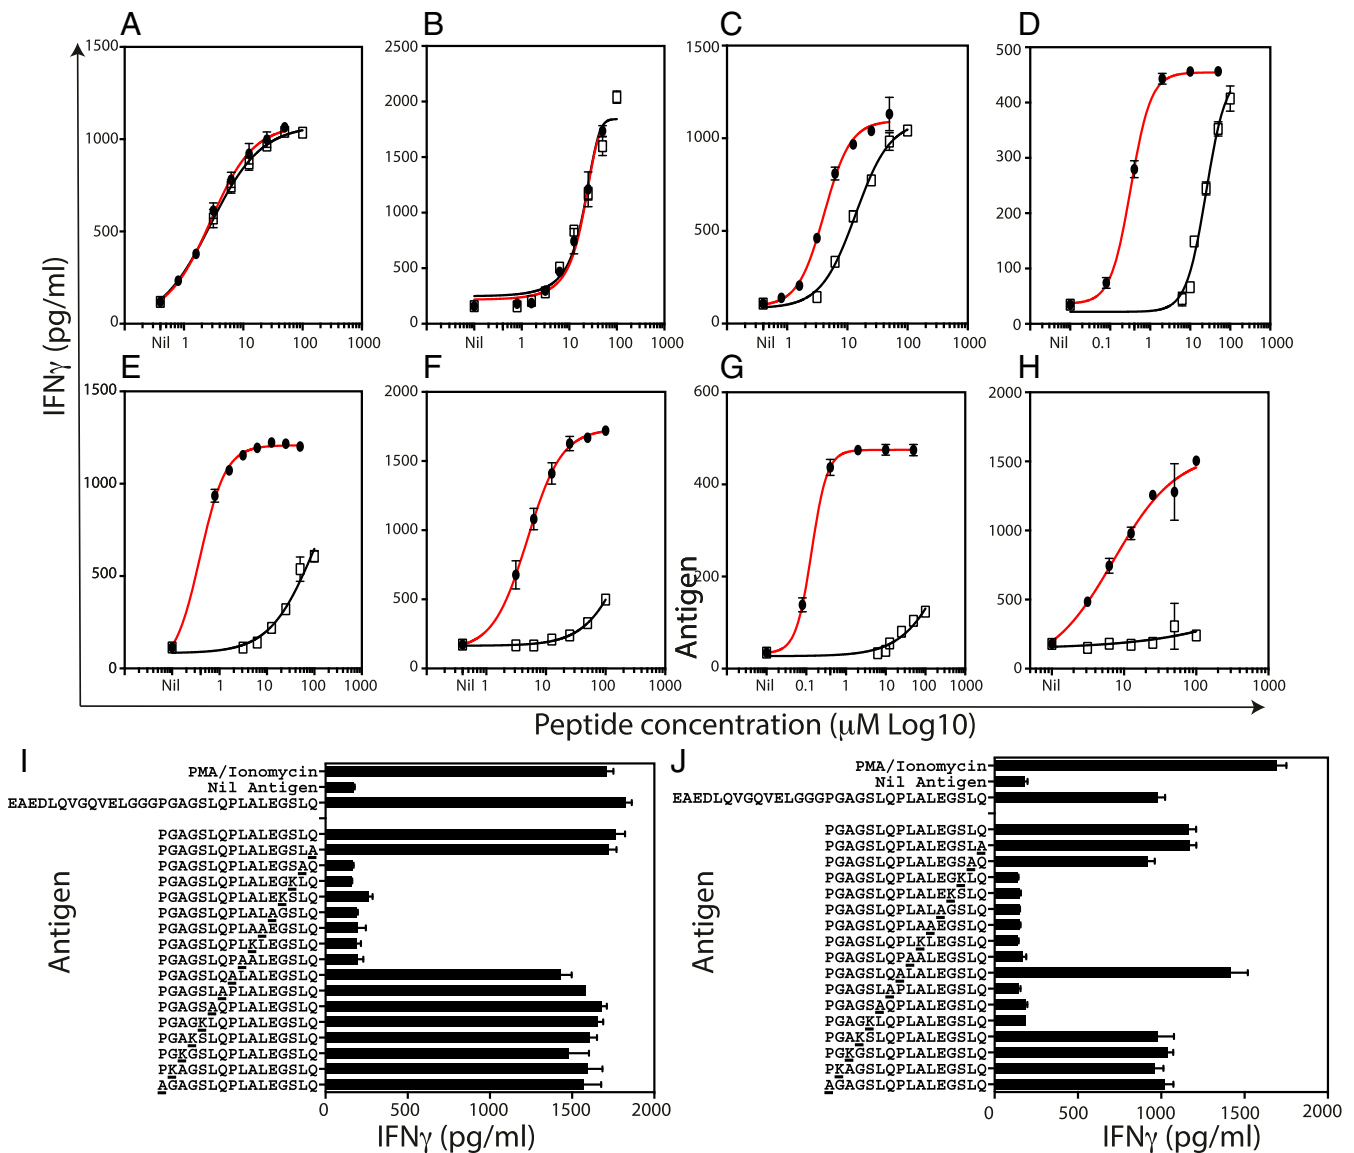 A B C D
1500 2500 1500 500
2000 400
1000 1000
1500 300
1000 200
500 500
500 100
0 0 0 0
Nil 1 10 100 1000 Nil 0.1 1 10 100 1000 Nil 1 10 100 1000 Nil 0.1 1 10 100 1000
IFNγ (pg/ml)
E F G H
1500 2000 600 2000
1500 1500
1000 400
1000 1000
500 200
500 500
0 0 0 0
Nil 1 10 100 1000 Nil 1 10 100 1000 Nil 0.1 1 10 100 1000 Nil 10 100 1000
Antigen
Peptide concentration (μM Log10)
I
PMA/Ionomycin
Nil Antigen
EAEDLQVGQVELGGGPGAGSLQPLALEGSLQ
PGAGSLQPLALEGSLQ
PGAGSLQPLALEGSLA
PGAGSLQPLALEGSAQ
PGAGSLQPLALEGKLQ
PGAGSLQPLALEKSLQ
PGAGSLQPLALAGSLQ
PGAGSLQPLAAEGSLQ
PGAGSLQPLKLEGSLQ
PGAGSLQPAALEGSLQ
PGAGSLQALALEGSLQ
PGAGSLAPLALEGSLQ
PGAGSAQPLALEGSLQ
PGAGKLQPLALEGSLQ
PGAKSLQPLALEGSLQ
PGKGSLQPLALEGSLQ
PKAGSLQPLALEGSLQ
AGAGSLQPLALEGSLQ
Antigen
0 500 1000 1500 2000
IFNγ (pg/ml)
J
PMA/Ionomycin
Nil Antigen
EAEDLQVGQVELGGGPGAGSLQPLALEGSLQ
PGAGSLQPLALEGSLQ
PGAGSLQPLALEGSLA
PGAGSLQPLALEGSAQ
PGAGSLQPLALEGKLQ
PGAGSLQPLALEKSLQ
PGAGSLQPLALAGSLQ
PGAGSLQPLAAEGSLQ
PGAGSLQPLKLEGSLQ
PGAGSLQPAALEGSLQ
PGAGSLQALALEGSLQ
PGAGSLAPLALEGSLQ
PGAGSAQPLALEGSLQ
PGAGKLQPLALEGSLQ
PGAKSLQPLALEGSLQ
PGKGSLQPLALEGSLQ
PKAGSLQPLALEGSLQ
AGAGSLQPLALEGSLQ
Antigen
0 500 1000 1500 2000
IFNγ (pg/ml)